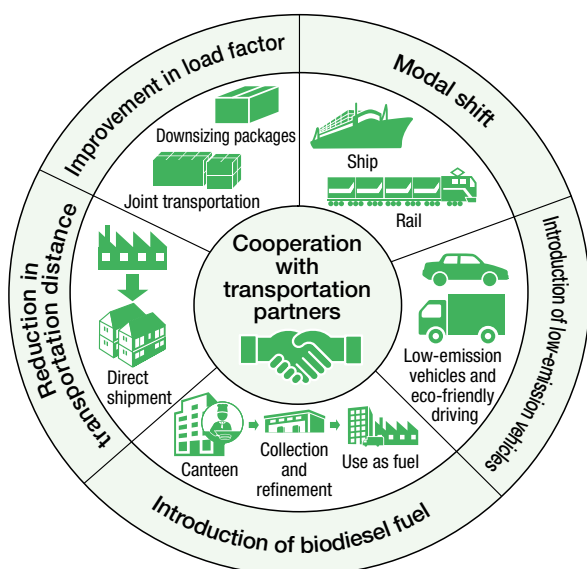 Improvement in load factor
Downsizing packages
Joint transportation
Modal shift
Ship
Rail
Reduction in
transportation distance
Direct
shipment
Cooperation
with
transportation
partners
Introduction of low-emission vehicles
Low-emission
vehicles and
eco-friendly
driving
Canteen
Collection
and
refinement
Use as fuel
Introduction of biodiesel fuel